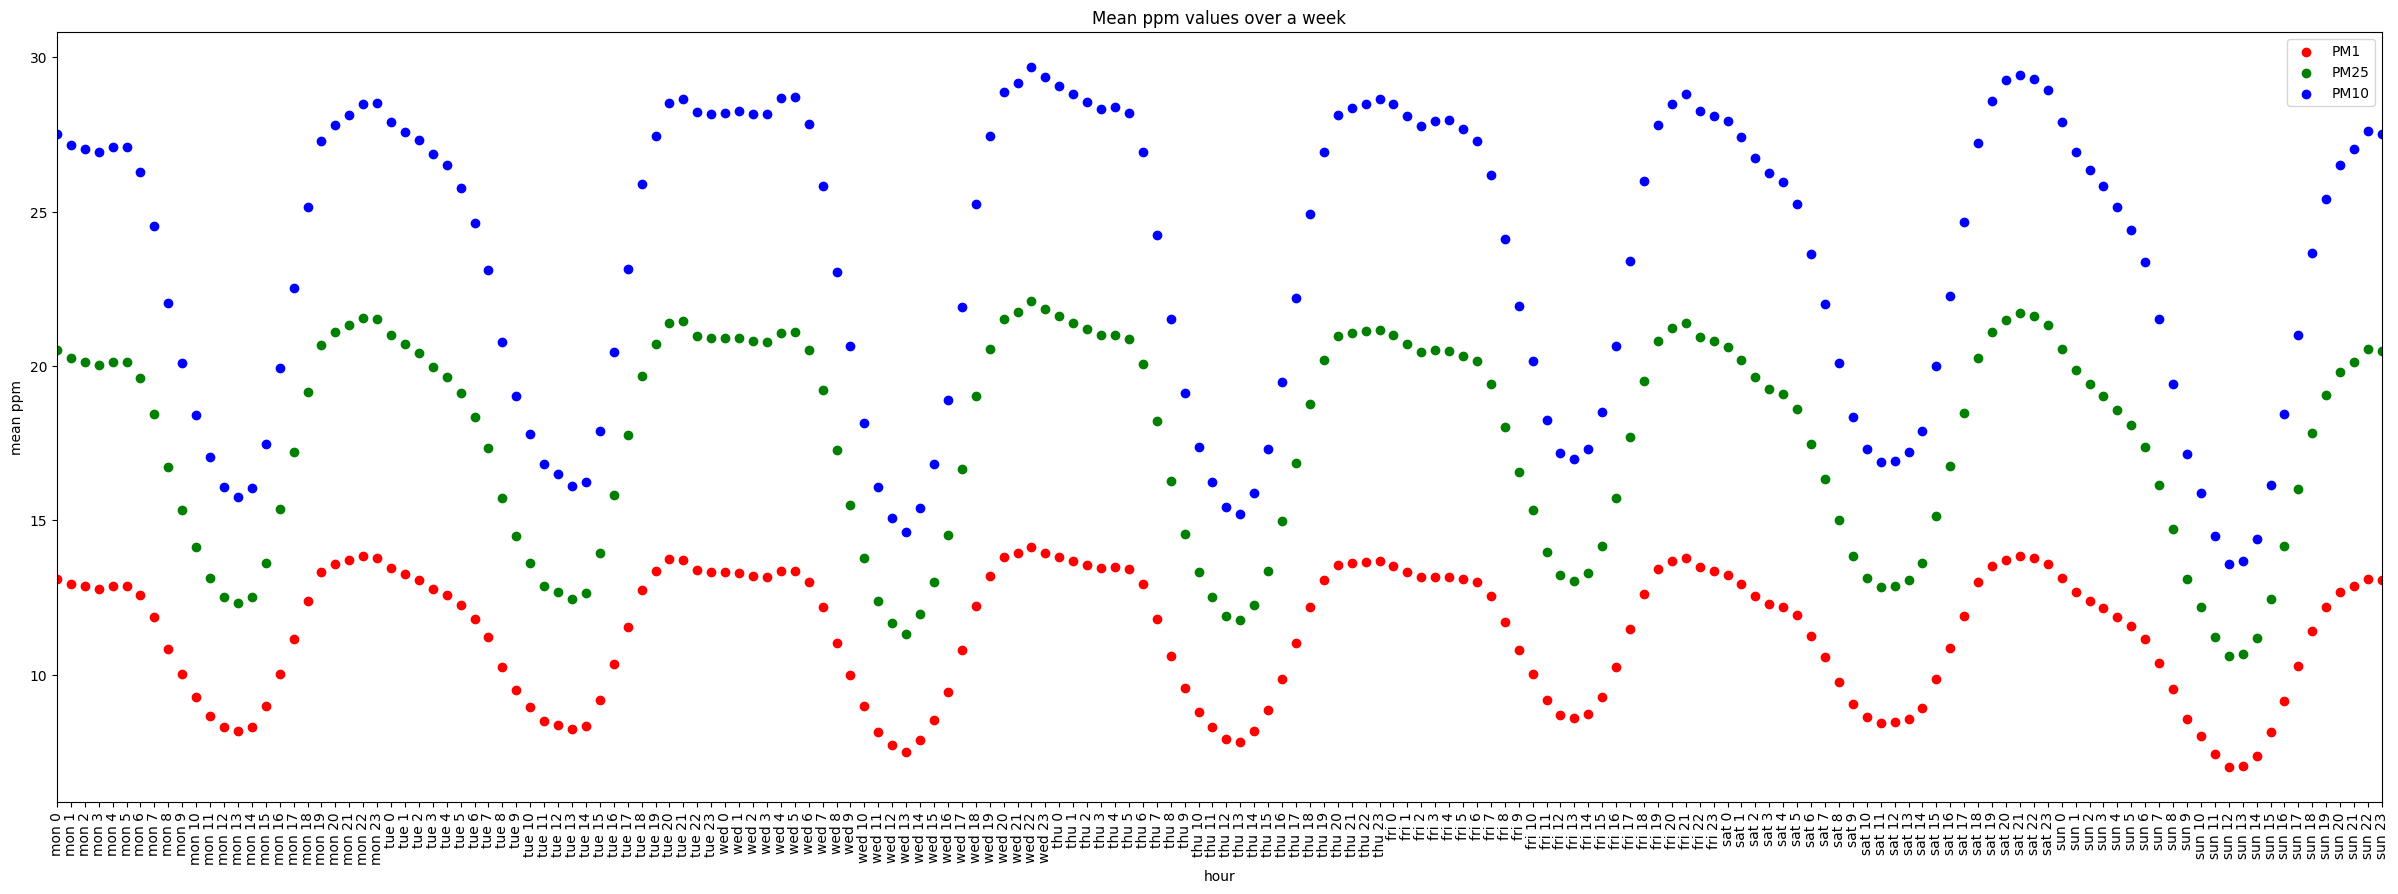 Mean ppm values over a week
PM1
PM25
PM10
mean ppm
30
25
20
15
10
mon 0
mon 1
mon 2
mon 3
mon 4
mon 5
mon 6
mon 7
mon 8
mon 9
mon 10
mon 11
mon 12
mon 13
mon 14
mon 15
mon 16
mon 17
mon 18
mon 19
mon 20
mon 21
mon 22
mon 23
tue 0
tue 1
tue 2
tue 3
tue 4
tue 5
tue 6
tue 7
tue 8
tue 9
tue 10
tue 11
tue 12
tue 13
tue 14
tue 15
tue 16
tue 17
tue 18
tue 19
tue 20
tue 21
tue 22
tue 23
wed 0
wed 1
wed 2
wed 3
wed 4
wed 5
wed 6
wed 7
wed 8
wed 9
wed 10
wed 11
wed 12
wed 13
wed 14
wed 15
wed 16
wed 17
wed 18
wed 19
wed 20
wed 21
wed 22
wed 23
thu 0
thu 1
thu 2
thu 3
thu 4
thu 5
thu 6
thu 7
thu 8
thu 9
thu 10
thu 11
thu 12
thu 13
thu 14
thu 15
thu 16
thu 17
thu 18
thu 19
thu 20
thu 21
thu 22
thu 23
fri 0
fri 1
fri 2
fri 3
fri 4
fri 5
fri 6
fri 7
fri 8
fri 9
fri 10
fri 11
fri 12
fri 13
fri 14
fri 15
fri 16
fri 17
fri 18
fri 19
fri 20
fri 21
fri 22
fri 23
sat 0
sat 1
sat 2
sat 3
sat 4
sat 5
sat 6
sat 7
sat 8
sat 9
sat 10
sat 11
sat 12
sat 13
sat 14
sat 15
sat 16
sat 17
sat 18
sat 19
sat 20
sat 21
sat 22
sat 23
sun 0
sun 1
sun 2
sun 3
sun 4
sun 5
sun 6
sun 7
sun 8
sun 9
sun 10
sun 11
sun 12
sun 13
sun 14
sun 15
sun 16
sun 17
sun 18
sun 19
sun 20
sun 21
sun 22
sun 23
hour